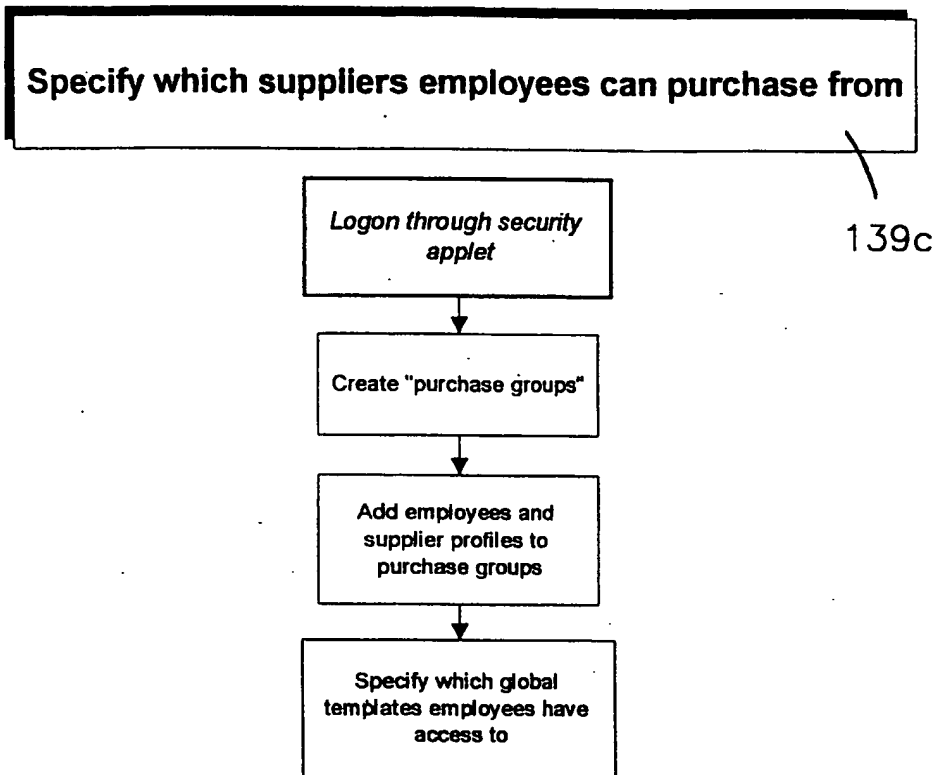 Specify which suppliers employees can purchase from
139c
Logon through security
applet
Create "purchase groups"
Add employees and
supplier profiles to
purchase groups
Specify which global
templates employees have
access to